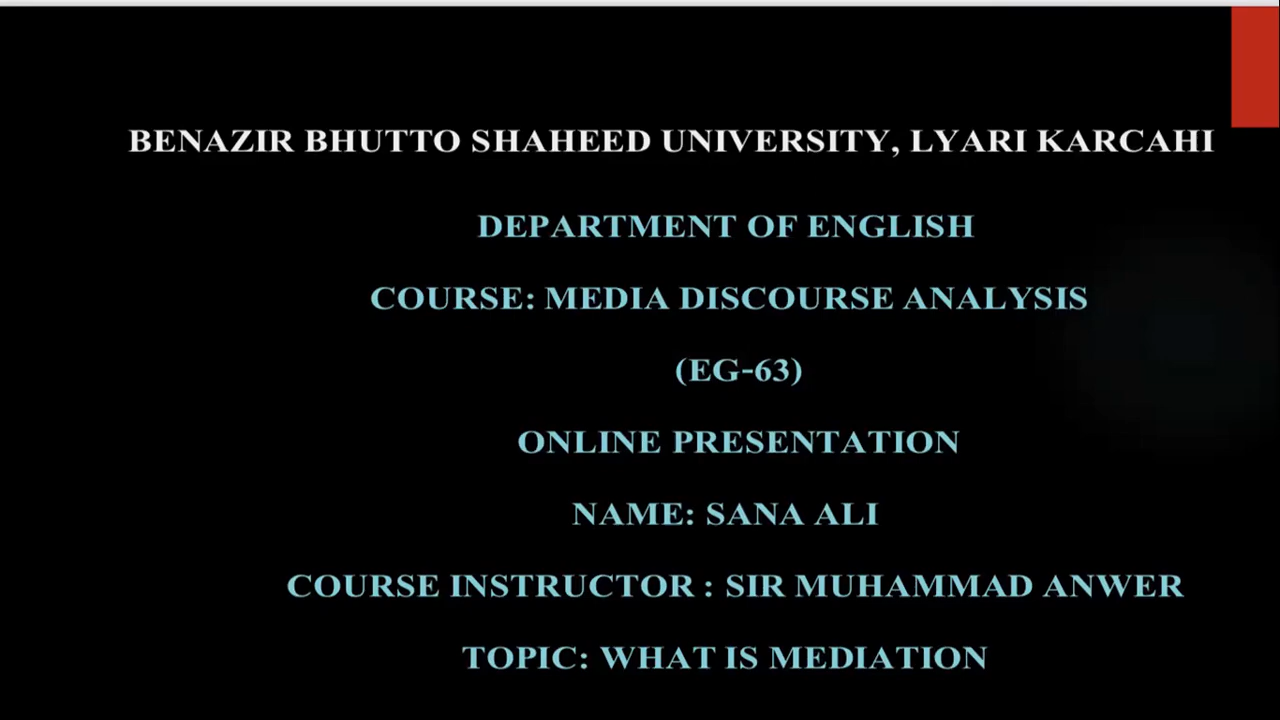 BENAZIR BHUTTO SHAHEED UNIVERSITY, LYARI KARCAHI
DEPARTMENT OF ENGLISH
COURSE: MEDIA DISCOURSE ANALYSIS
(EG-63)
ONLINE PRESENTATION
NAME: SANA ALI
COURSE INSTRUCTOR : SIR MUHAMMAD ANWER
TOPIC: WHAT IS MEDIATION